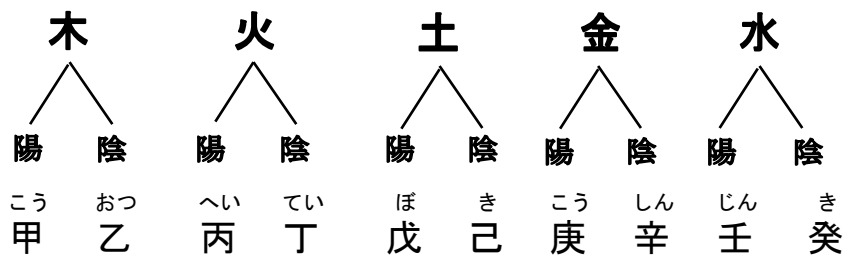 木 火 土 金 水
陽 陰 陽 陰 陽 陰 陽 陰 陽 陰
こう おつ へい てい ぼ き こう しん じん き
甲 乙 丙 丁 戊 己 庚 辛 壬 癸